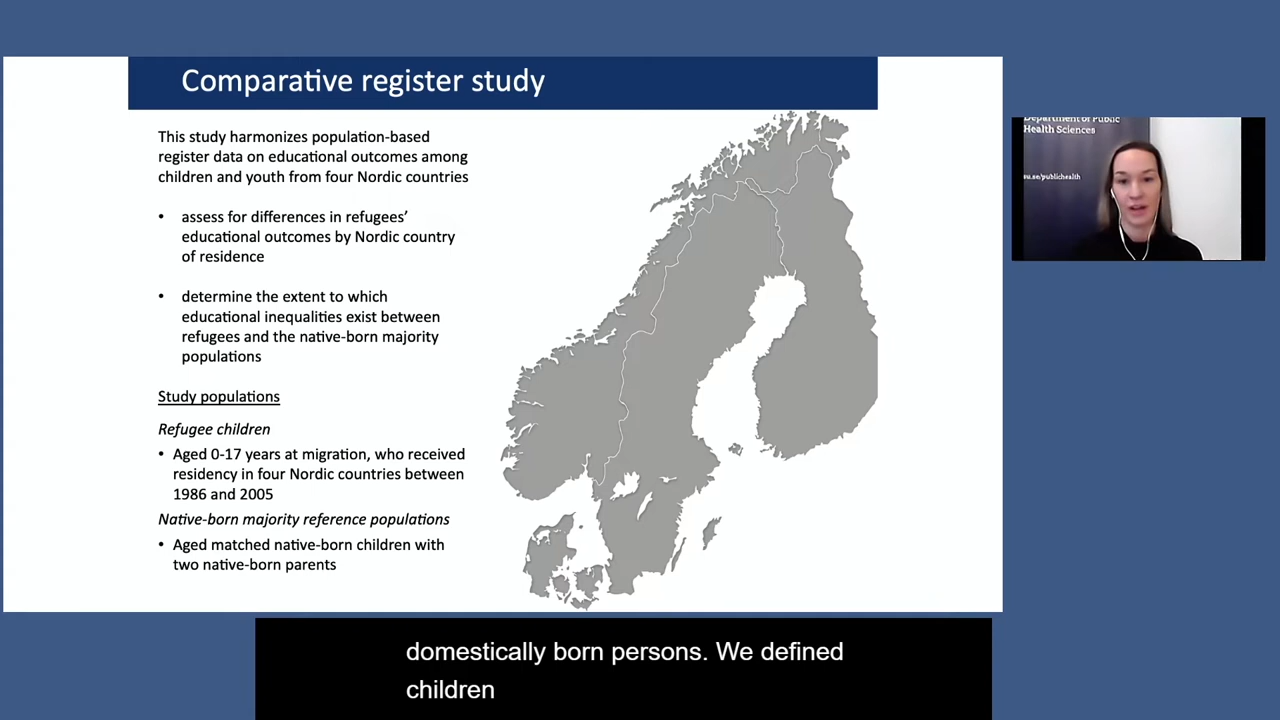 Comparative register study
This study harmonizes population-based
register data on educational outcomes among
children and youth from four Nordic countries
• assess for differences in refugees’
educational outcomes by Nordic country
of residence
• determine the extent to which
educational inequalities exist between
refugees and the native-born majority
populations
Study populations
Refugee children
• Aged 0-17 years at migration, who received
residency in four Nordic countries between
1986 and 2005
Native-born majority reference populations
• Aged matched native-born children with
two native-born parents
Department of Public
Health Sciences
su.se/publichealth
domestically born persons. We defined
children